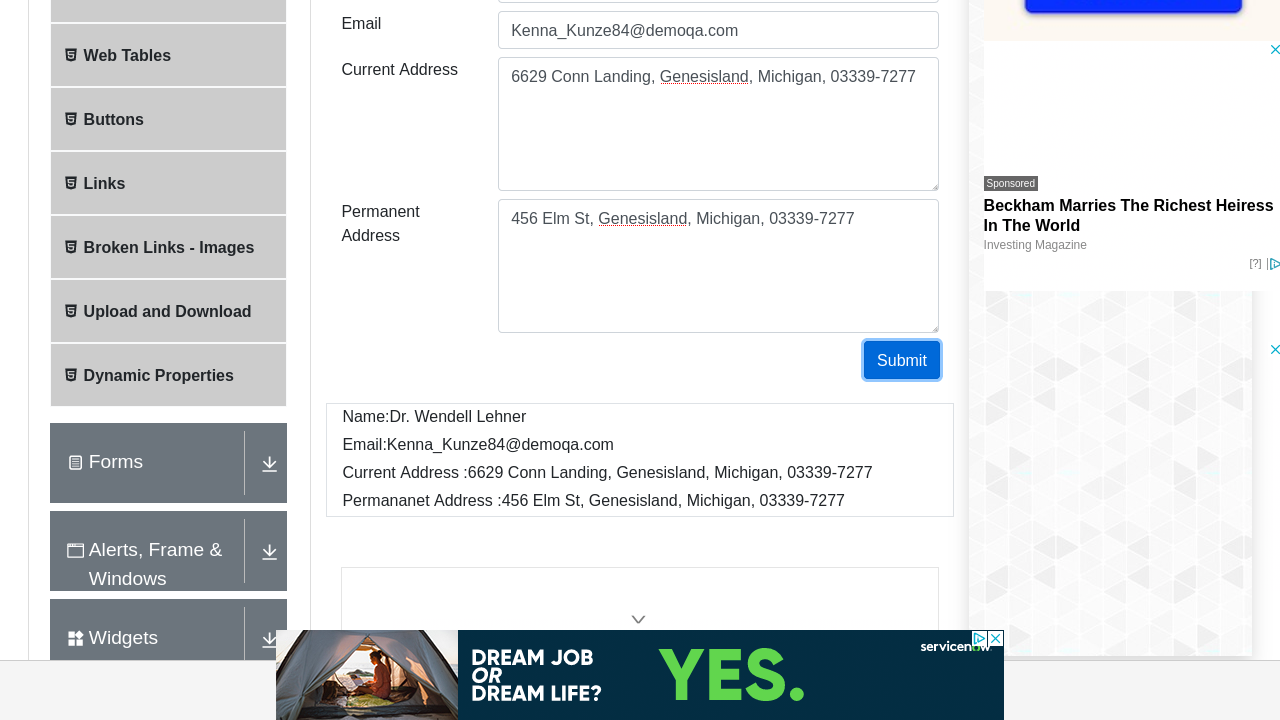 Web Tables
Buttons
Links
Broken Links - Images
Upload and Download
Dynamic Properties
Forms
Alerts, Frame &
Windows
Widgets
Email
Kenna_Kunze84@demoqa.com
Current Address
6629 Conn Landing, Genesisland, Michigan, 03339-7277
Permanent
Address
456 Elm St, Genesisland, Michigan, 03339-7277
Submit
Name:Dr. Wendell Lehner
Email:Kenna_Kunze84@demoqa.com
Current Address :6629 Conn Landing, Genesisland, Michigan, 03339-7277
Permananet Address :456 Elm St, Genesisland, Michigan, 03339-7277
Sponsored
Beckham Marries The Richest Heiress
In The World
Investing Magazine
[?]
DREAM JOB
OR
DREAM LIFE?
YES.
servicenow